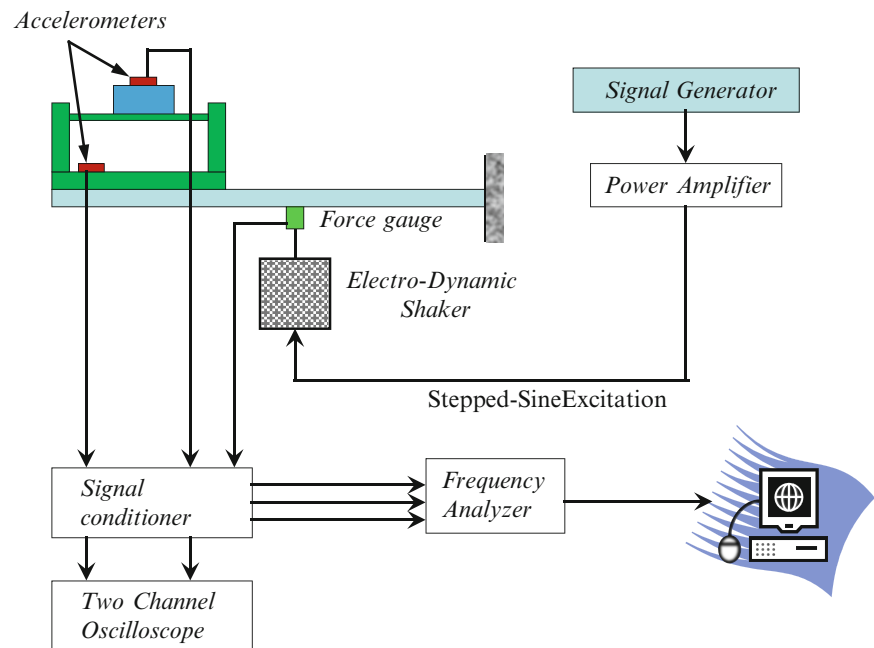 Accelerometers
Signal Generator
Power Amplifier
Force gauge
Electro-Dynamic
Shaker
Stepped-SineExcitation
Signal
conditioner
Frequency
Analyzer
Two Channel
Oscilloscope